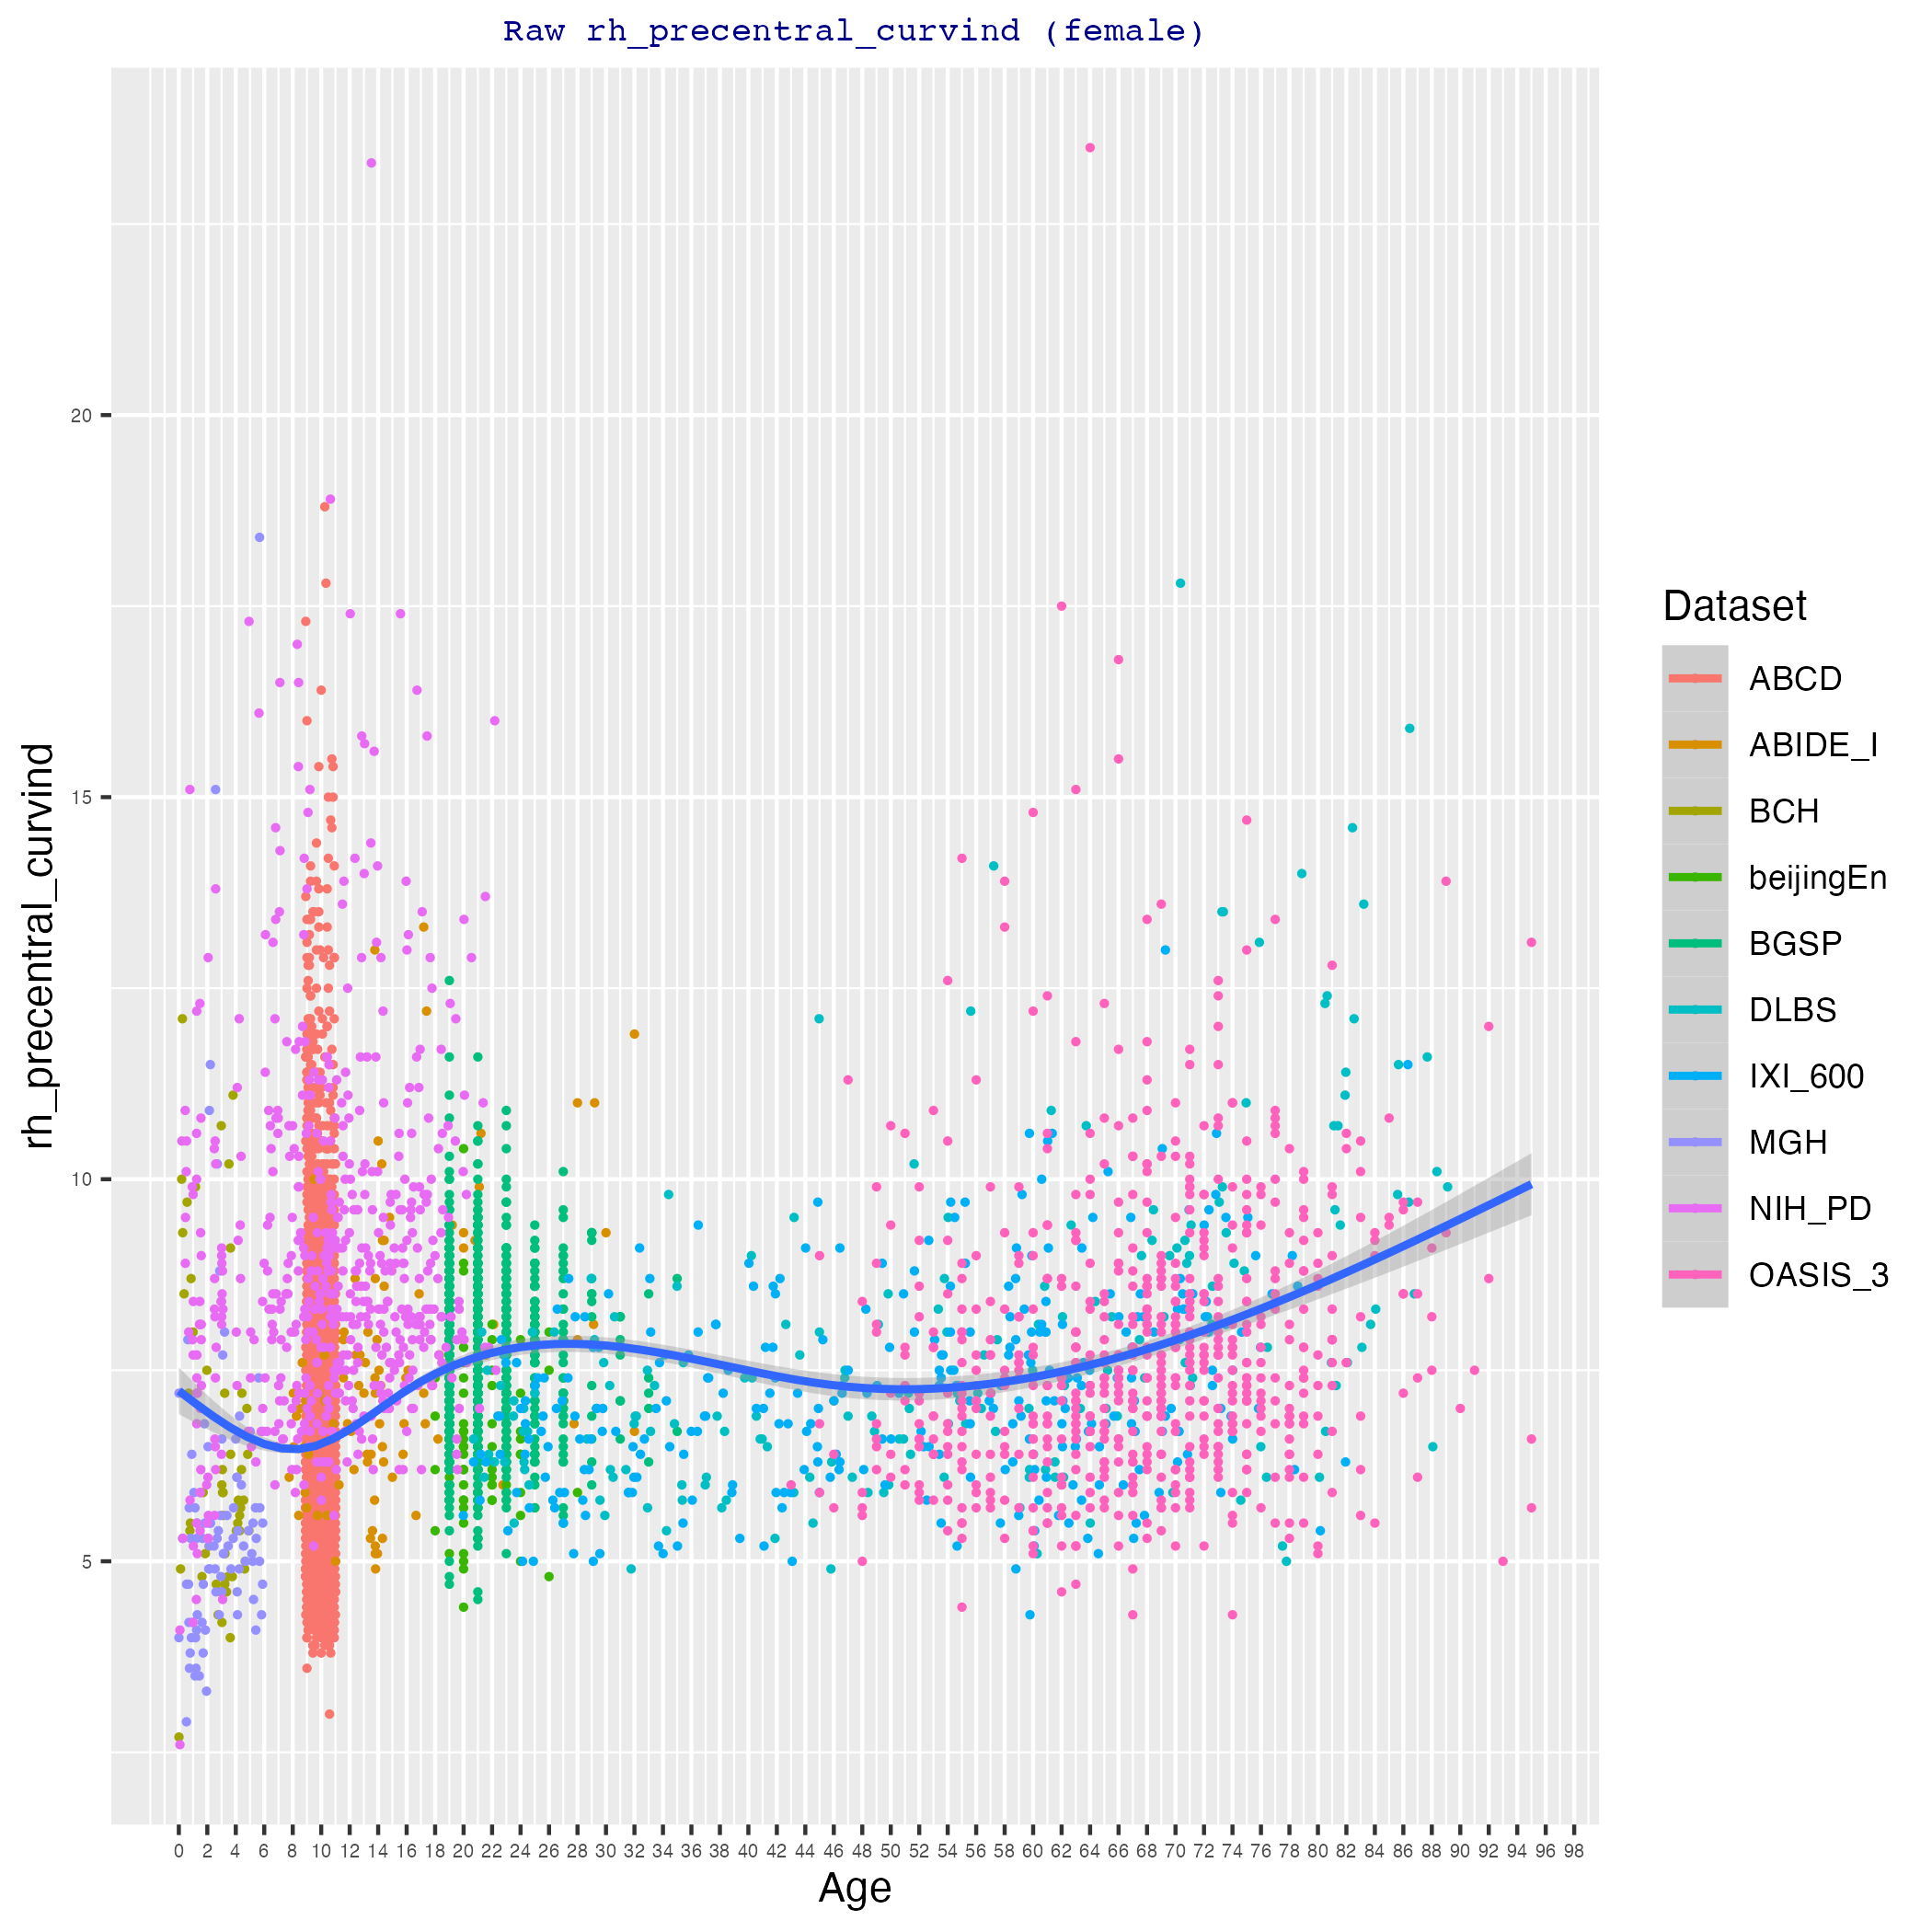 Raw rh_precentral_curvind (female)
rh_precentral_curvind
20
15
10
5
0 2 4 6 8 10 12 14 16 18 20 22 24 26 28 30 32 34 36 38 40 42 44 46 48 50 52 54 56 58 60 62 64 66 68 70 72 74 76 78 80 82 84 86 88 90 92 94 96 98
Age
Dataset
ABCD
ABIDE_I
BCH
beijingEn
BGSP
DLBS
IXI_600
MGH
NIH_PD
OASIS_3